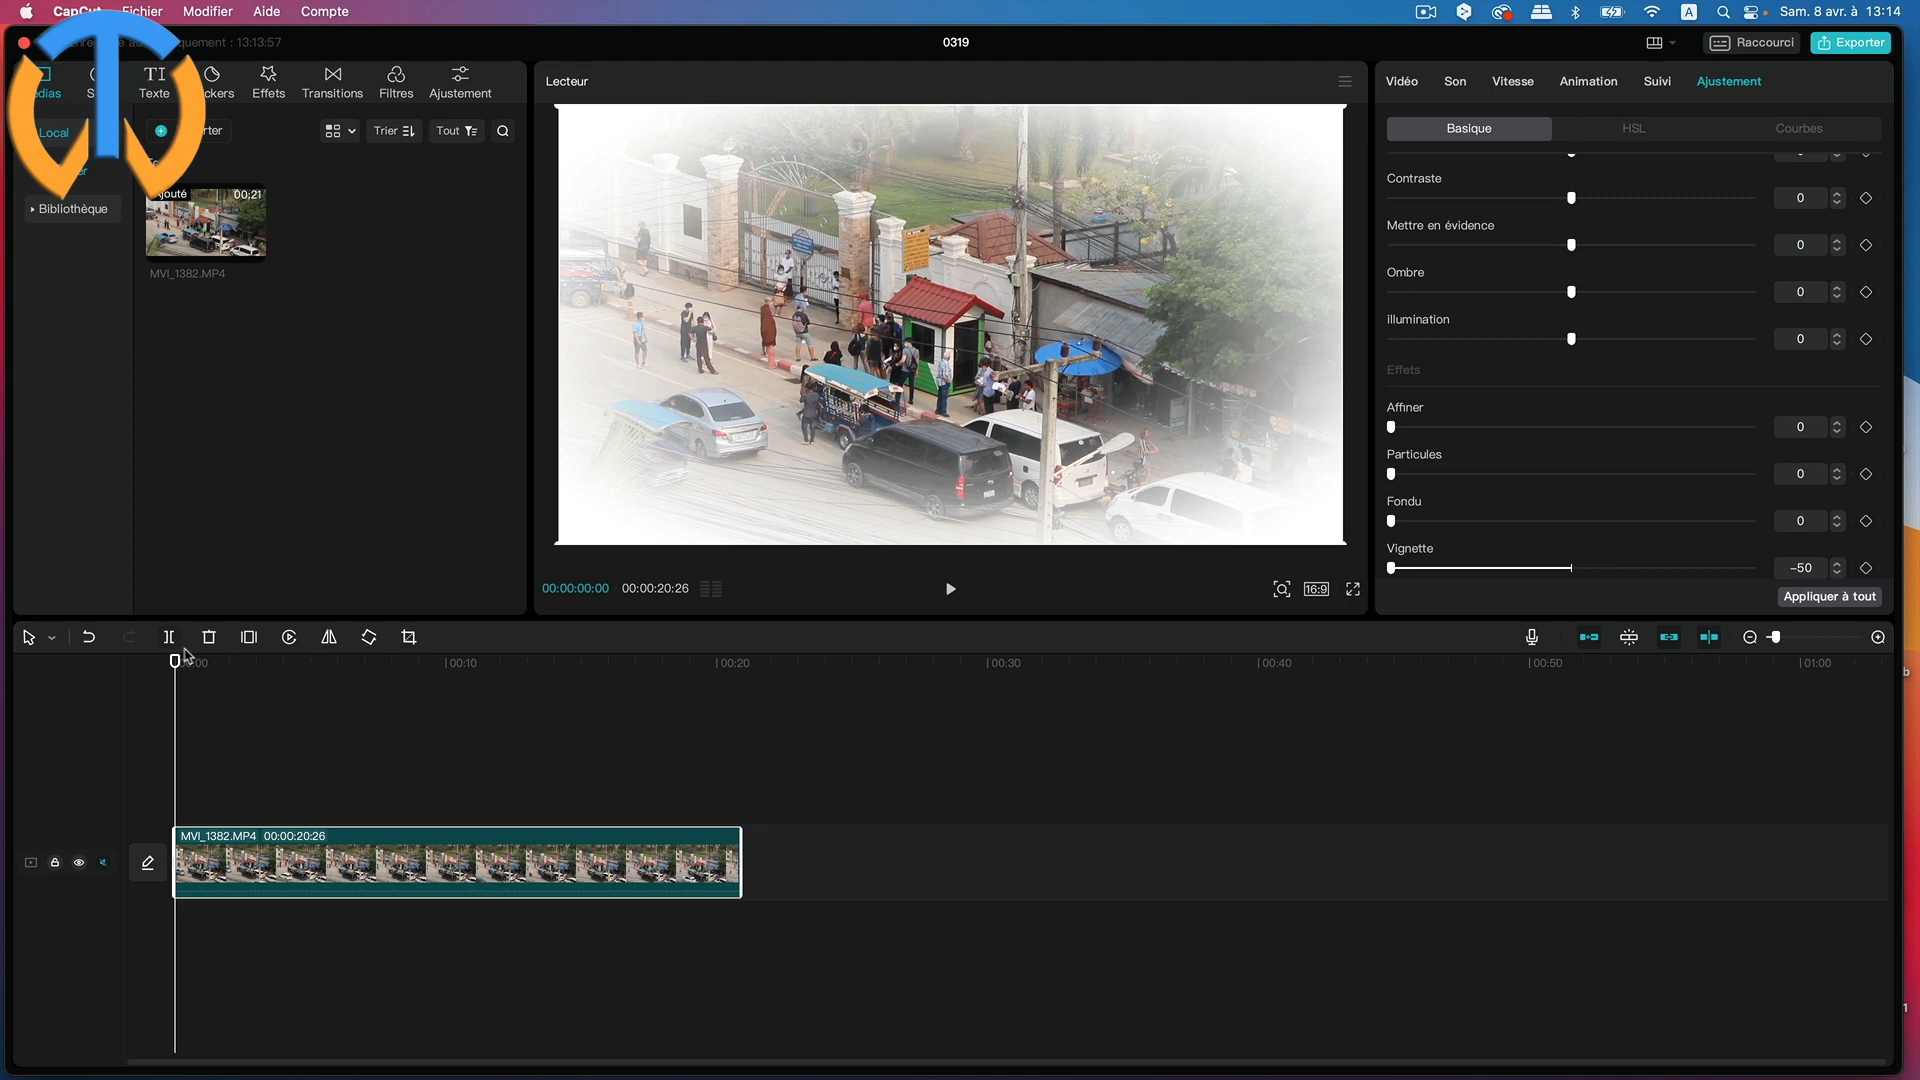 CapCut Fichier Modifier Aide Compte
A Sam. 8 avr. à 13:14
quement : 13:13:57
0319
Raccourci
Exporter
Texte
Effets
Transitions
Filtres
Ajustement
Lecteur
Vidéo
Son
Vitesse
Animation
Suivi
Ajustement
Local
Trier
Tout
Basique
HSL
Courbes
Bibliothèque
00:21
MVI_1382.MP4
Contraste
0
Mettre en évidence
0
Ombre
0
illumination
0
Effets
Affiner
0
Particules
0
Fondu
0
Vignette
-50
Appliquer à tout
00:00:00:00 00:00:20:26
16:9
00:10
00:20
00:30
00:40
00:50
01:00
MVI_1382.MP4 00:00:20:26